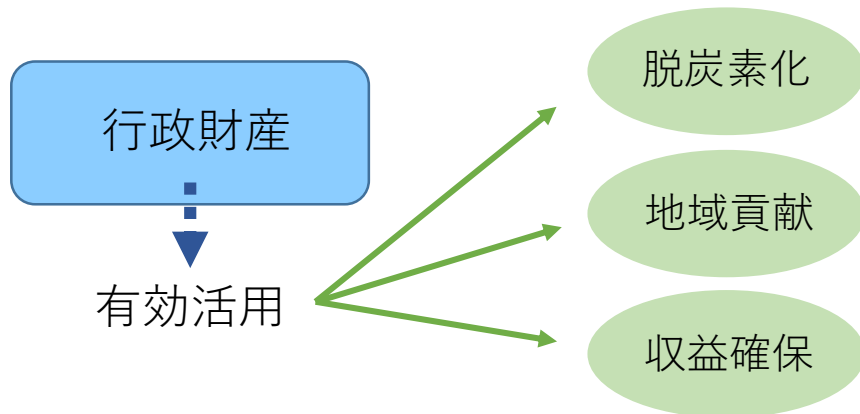 行政財産
有効活用
脱炭素化
地域貢献
収益確保